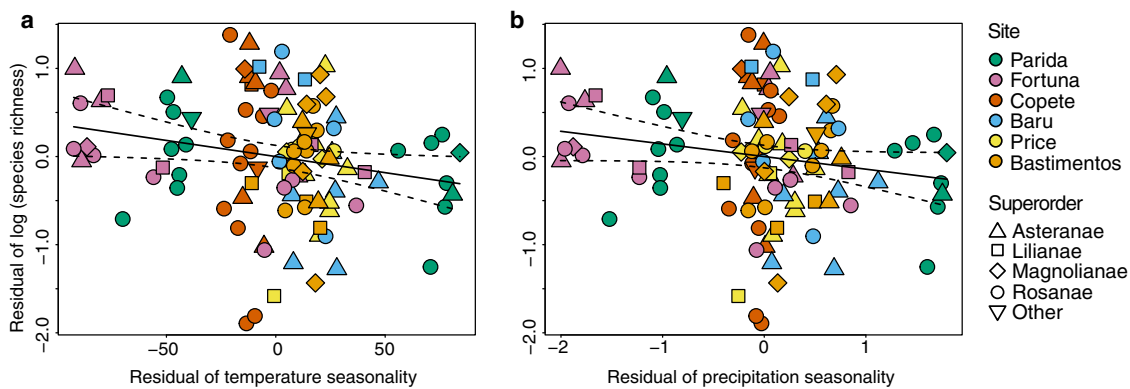 a
b
Residual of log (species richness)
1.0
0.0
−1.0
−2.0
−50
0
50
Residual of temperature seasonality
1.0
0.0
−1.0
−2.0
−2
−1
0
1
Residual of precipitation seasonality
Site
Parida
Fortuna
Copete
Baru
Price
Bastimentos
Superorder
Asteranae
Lilianae
Magnolianae
Rosanae
Other